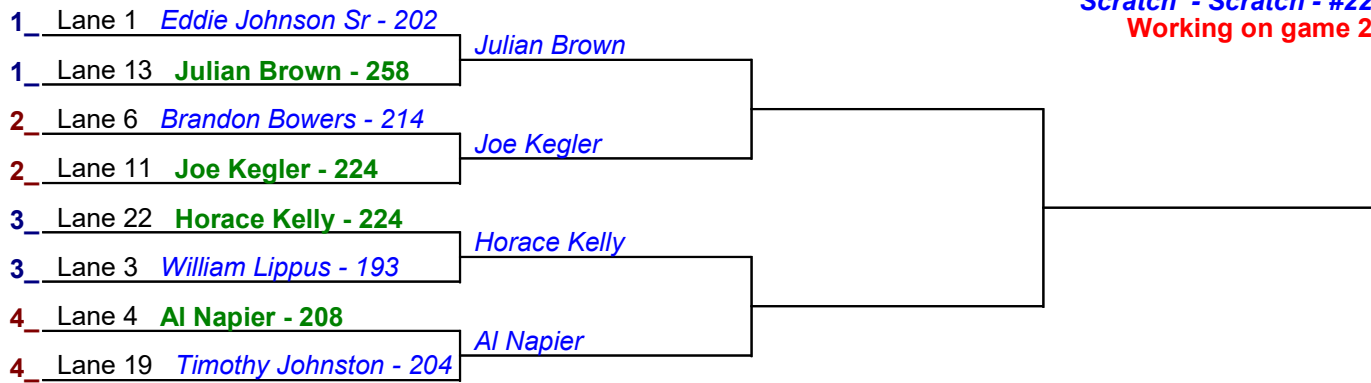 Scratch - Scratch - #22
Working on game 2
1_ Lane 1 Eddie Johnson Sr - 202
Julian Brown
1_ Lane 13 Julian Brown - 258
2_ Lane 6 Brandon Bowers - 214
Joe Kegler
2_ Lane 11 Joe Kegler - 224
3_ Lane 22 Horace Kelly - 224
Horace Kelly
3_ Lane 3 William Lippus - 193
4_ Lane 4 Al Napier - 208
Al Napier
4_ Lane 19 Timothy Johnston - 204